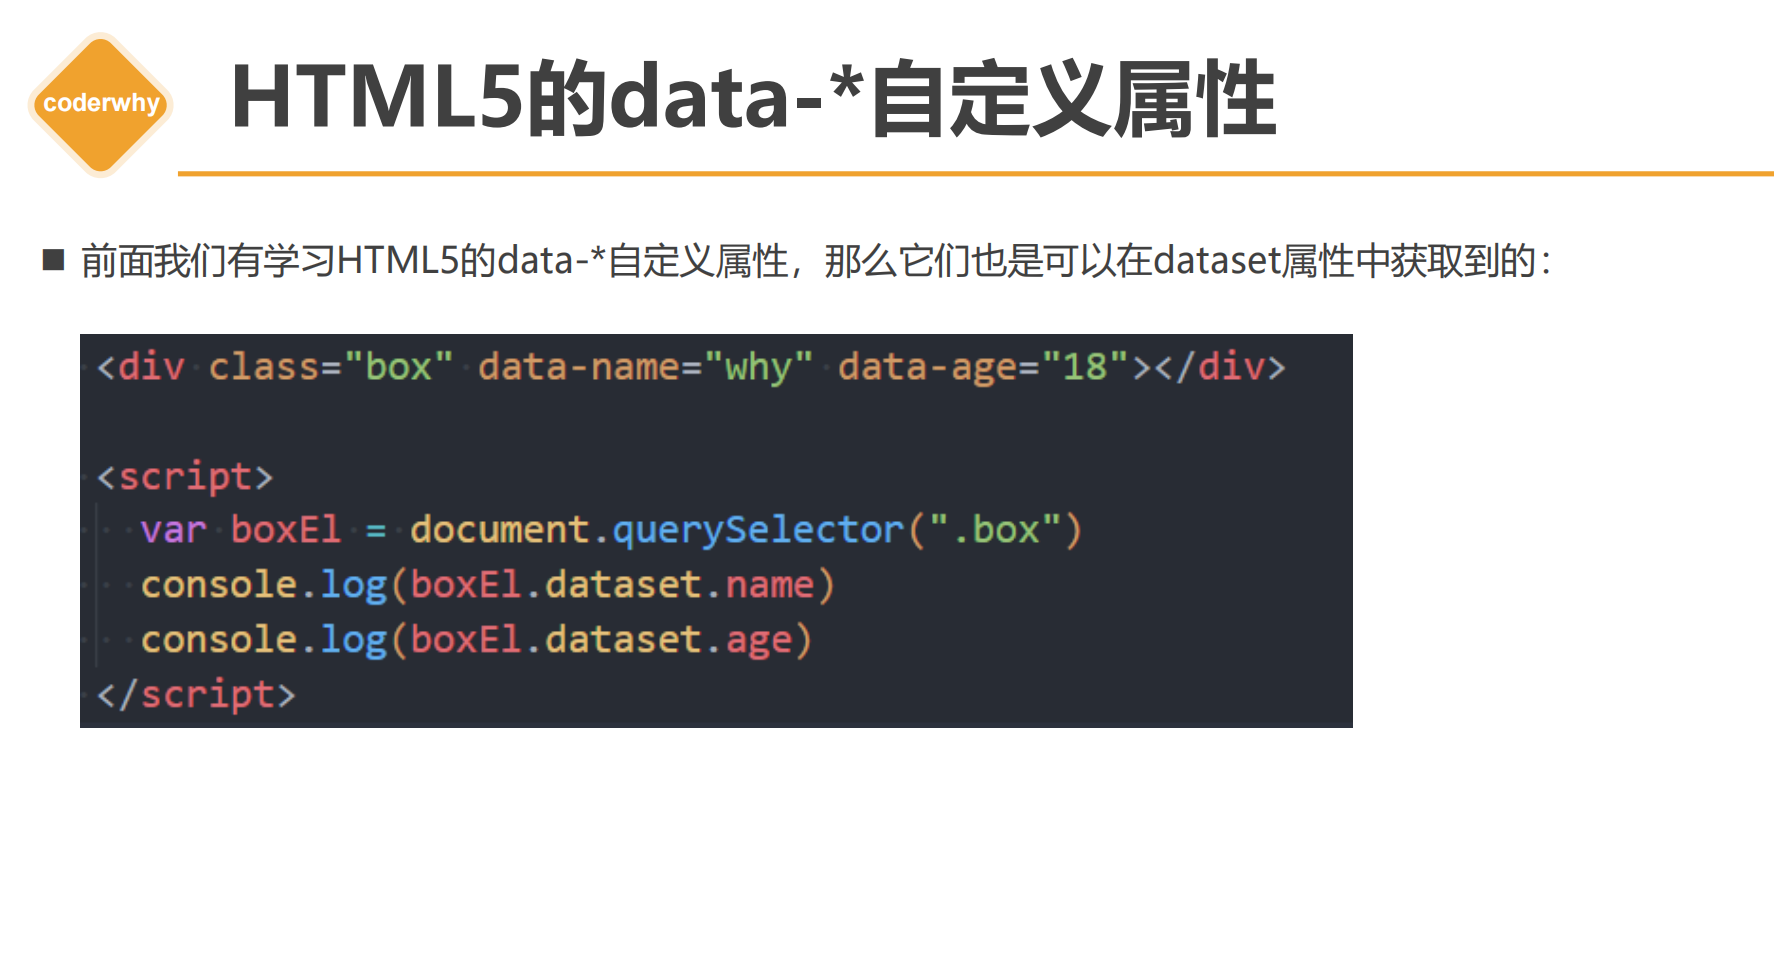 coderwhy
HTML5的data-*自定义属性
■ 前面我们有学习HTML5的data-*自定义属性，那么它们也是可以在dataset属性中获取到的：
<div class="box" data-name="why" data-age="18"></div>
<script>
var boxEl = document.querySelector(".box")
console.log(boxEl.dataset.name)
console.log(boxEl.dataset.age)
</script>